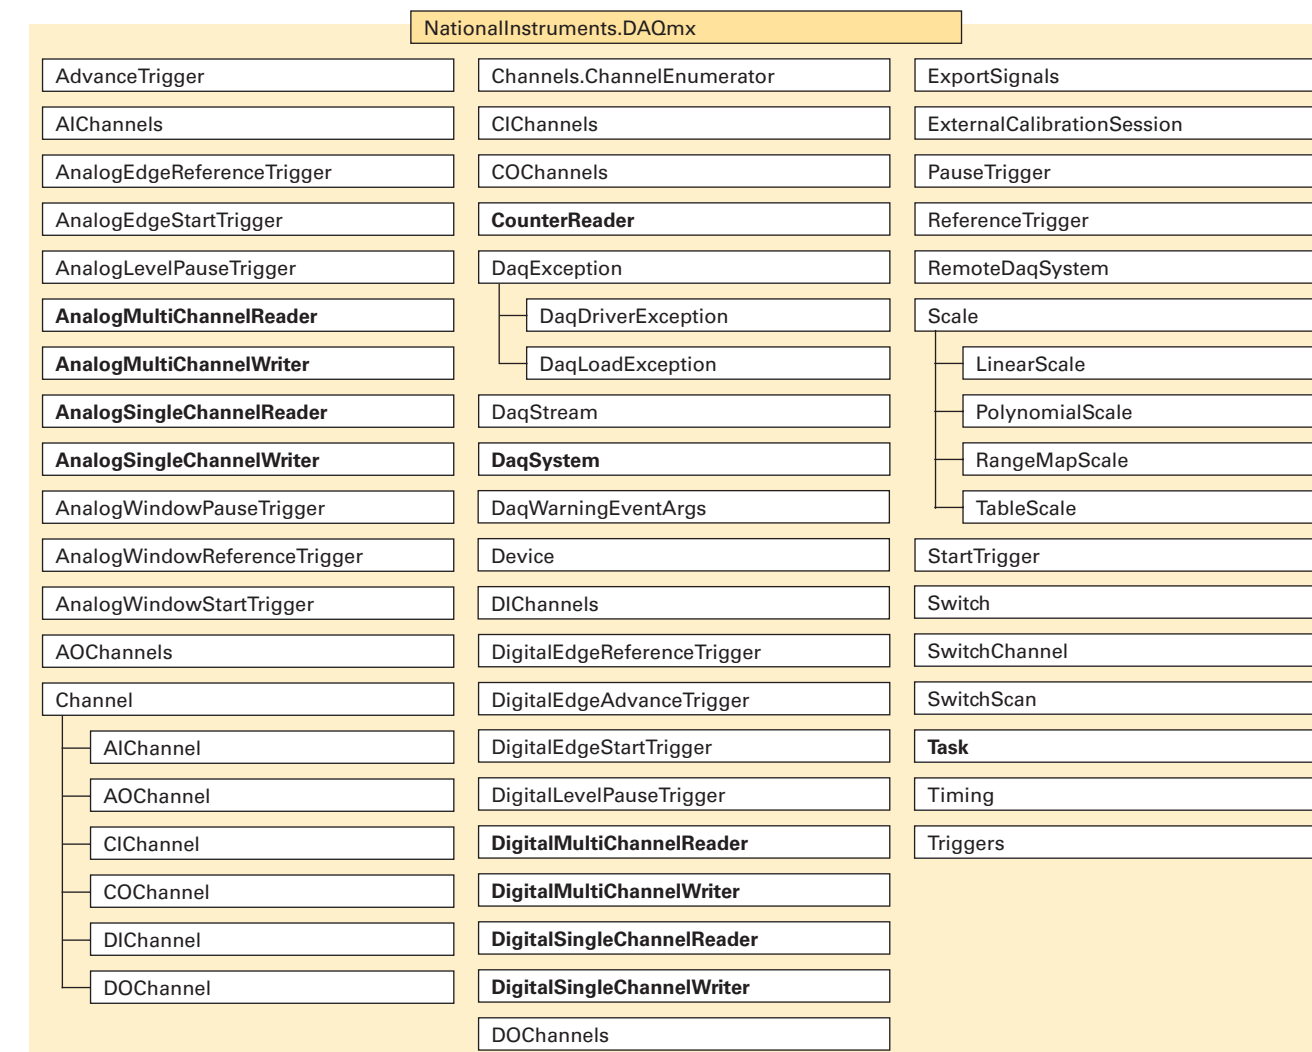 NationalInstruments.DAQmx
AdvanceTrigger
AIChannels
AnalogEdgeReferenceTrigger
AnalogEdgeStartTrigger
AnalogLevelPauseTrigger
AnalogMultiChannelReader
AnalogMultiChannelWriter
AnalogSingleChannelReader
AnalogSingleChannelWriter
AnalogWindowPauseTrigger
AnalogWindowReferenceTrigger
AnalogWindowStartTrigger
AOChannels
Channel
AIChannel
AOChannel
CIChannel
COChannel
DIChannel
DOChannel
Channels.ChannelEnumerator
CIChannels
COChannels
CounterReader
DaqException
DaqDriverException
DaqLoadException
DaqStream
DaqSystem
DaqWarningEventArgs
Device
DIChannels
DigitalEdgeReferenceTrigger
DigitalEdgeAdvanceTrigger
DigitalEdgeStartTrigger
DigitalLevelPauseTrigger
DigitalMultiChannelReader
DigitalMultiChannelWriter
DigitalSingleChannelReader
DigitalSingleChannelWriter
DOChannels
ExportSignals
ExternalCalibrationSession
PauseTrigger
ReferenceTrigger
RemoteDaqSystem
Scale
LinearScale
PolynomialScale
RangeMapScale
TableScale
StartTrigger
Switch
SwitchChannel
SwitchScan
Task
Timing
Triggers